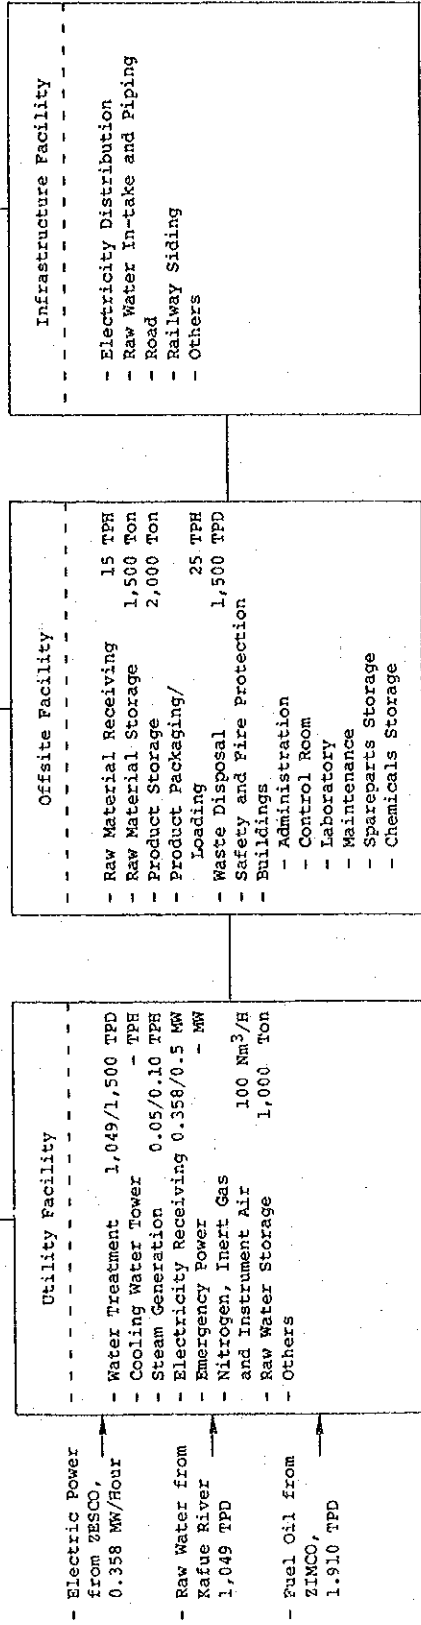 - Electric Power
from ZESCO,
0.358 MW/Hour
- Raw Water from
Kafue River
1,049 TPD
- Fuel Oil from
ZIMCO,
1.910 TPD
Utility Facility
- Water Treatment 1,049/1,500 TPD
- Cooling Water Tower - TPH
- Steam Generation 0.05/0.10 TPH
- Electricity Receiving 0.358/0.5 MW
- Emergency Power - MW
- Nitrogen, Inert Gas
and Instrument Air 100 Nm³/H
- Raw Water Storage 1,000 Ton
- Others
Offsite Facility
- Raw Material Receiving 15 TPH
- Raw Material Storage 1,500 Ton
- Product Storage 2,000 Ton
- Product Packaging/
Loading 25 TPH
- Waste Disposal 1,500 TPD
- Safety and Fire Protection
- Buildings
- Administration
- Control Room
- Laboratory
- Maintenance
- Spareparts Storage
- Chemicals Storage
Infrastructure Facility
- Electricity Distribution
- Raw Water In-take and Piping
- Road
- Railway Siding
- Others